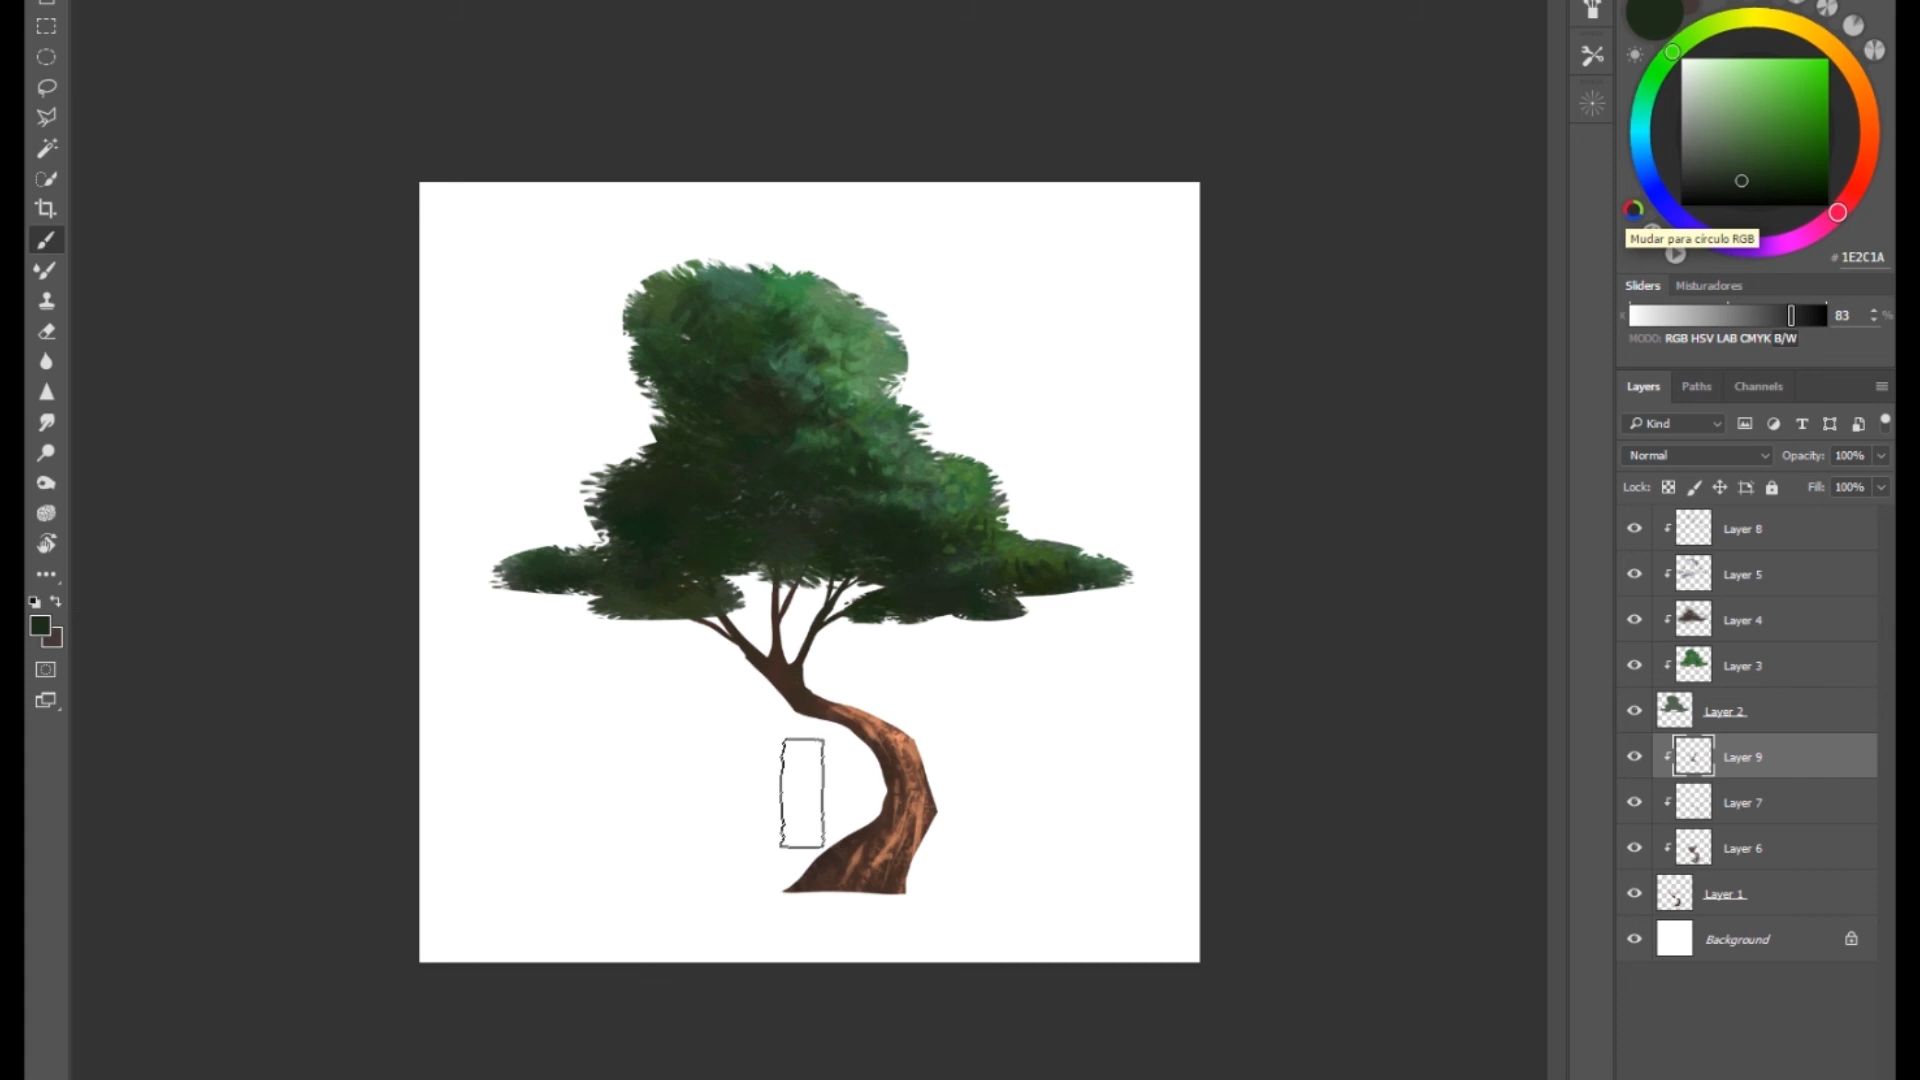 Mudar para círculo RGB
# 1E2C1A
Sliders Misturadores
K 83 %
MODO: RGB HSV LAB CMYK B/W
Layers Paths Channels
Kind T
Normal Opacity: 100%
Lock: Fill: 100%
Layer 8
Layer 5
Layer 4
Layer 3
Layer 2
Layer 9
Layer 7
Layer 6
Layer 1
Background